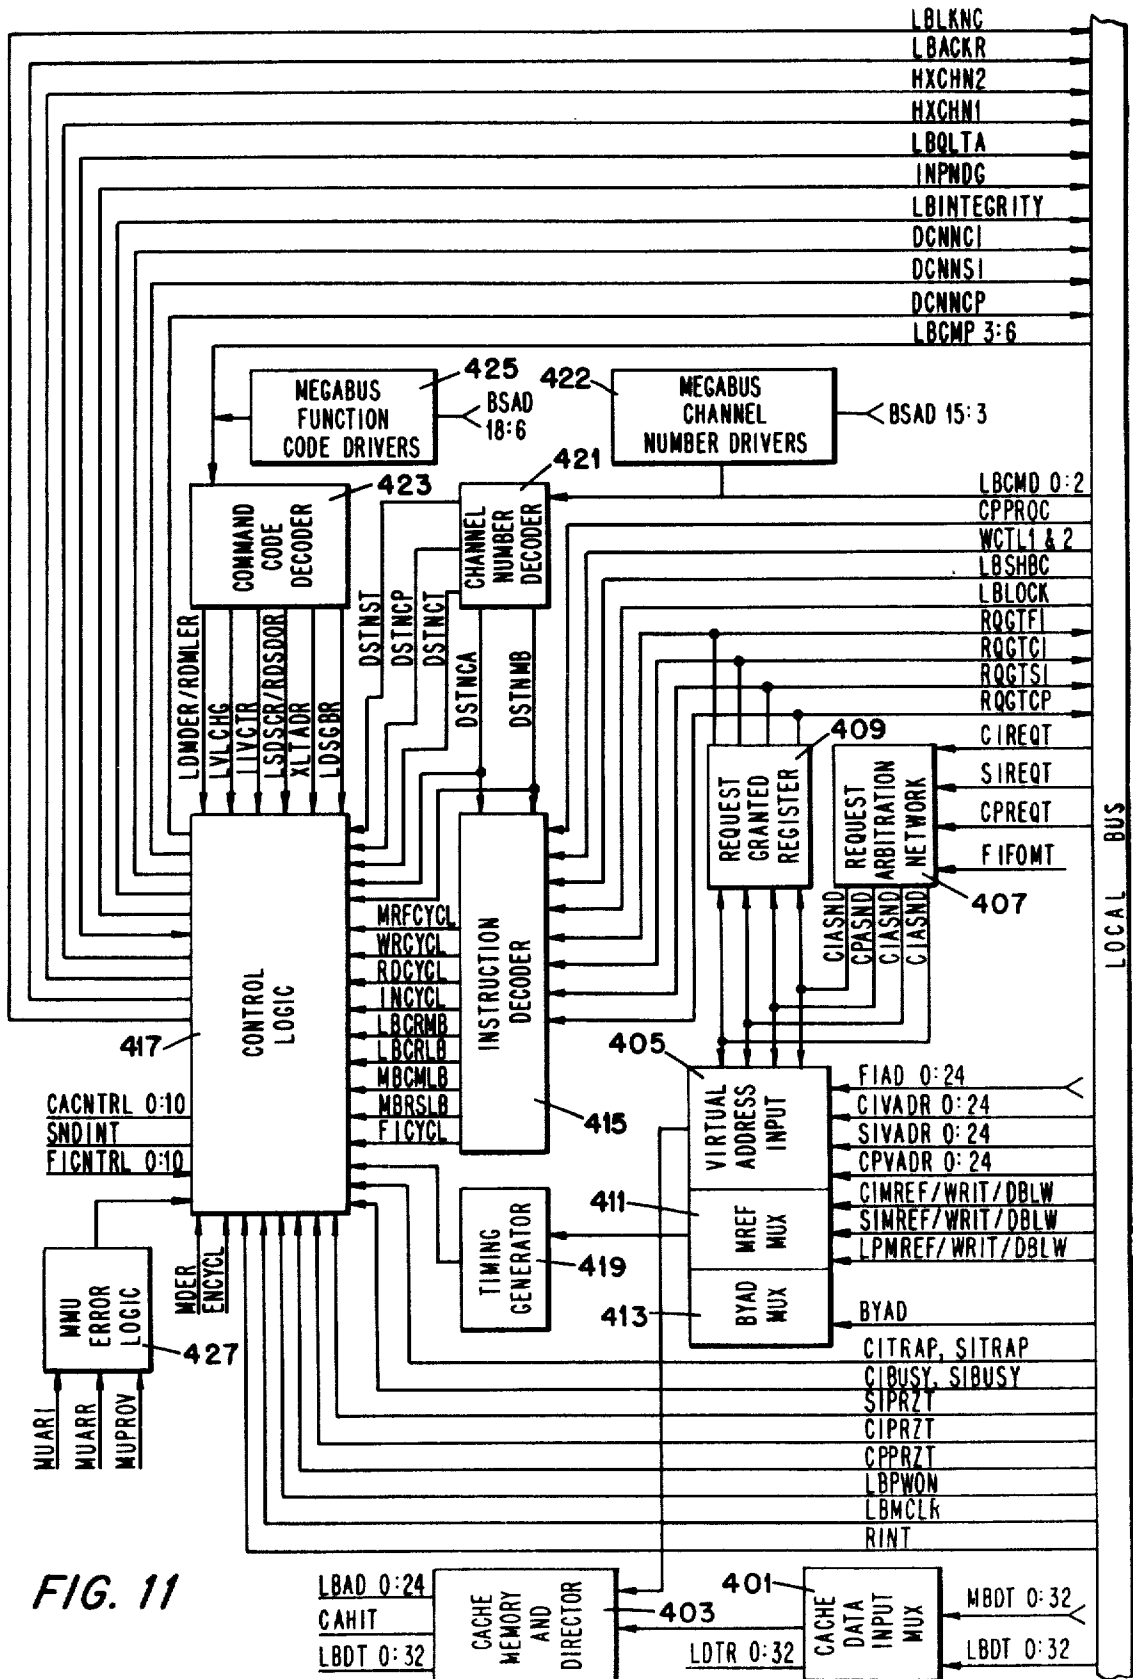 LBLKNC
LBACKR
HXCHN2
HXCHN1
LBQLTA
INPNDG
LBINTEGRITY
DCNNCI
DCNNSI
DCNNCP
LBCMP 3:6
425
MEGABUS
FUNCTION
CODE DRIVERS
BSAD
18:6
422
MEGABUS
CHANNEL
NUMBER DRIVERS
BSAD 15:3
423
COMMAND
CODE
DECODER
421
CHANNEL
NUMBER
DECODER
LBCMD 0:2
CPPROC
WCTL1 & 2
LBSHBC
LBLOCK
RQGTFI
RQGTCI
RQGTSI
RQGTCP
LDMDER/RDMLER
LVLCHG
LIVCTR
LSDSCR/RDSDOR
XLTADR
LDSGBR
DSTNST
DSTNCP
DSTNCT
DSTNCA
DSTNMB
409
REQUEST
GRANTED
REGISTER
REQUEST
ARBITRATION
NETWORK
407
CIREQT
SIREQT
CPREQT
FIFOMT
LOCAL BUS
CIASND
CPASND
CIASND
CIASND
CONTROL
LOGIC
417
MRFCYCL
WRCYCL
RDCYCL
INCYCL
LBCRMB
LBCRLB
MBCMLB
MBRSLB
FICYCL
INSTRUCTION
DECODER
415
405
VIRTUAL
ADDRESS
INPUT
411
MREF
MUX
413
BYAD
MUX
FIAD 0:24
CIVADR 0:24
SIVADR 0:24
CPVADR 0:24
CIMREF/WRIT/DBLW
SIMREF/WRIT/DBLW
LPMREF/WRIT/DBLW
BYAD
CACNTRL 0:10
SNDINT
FICNTRL 0:10
TIMING
GENERATOR
419
MMU
ERROR
LOGIC
427
MDER
ENCYCL
MUARI
MUARR
MUPROV
CITRAP, SITRAP
CIBUSY, SIBUSY
SIPRZT
CIPRZT
CPPRZT
LBPWON
LBMCLR
RINT
FIG. 11
LBAD 0:24
CAHIT
LBDT 0:32
CACHE
MEMORY
AND
DIRECTOR
403
LDTR 0:32
401
CACHE
DATA
INPUT
MUX
MBDT 0:32
LBDT 0:32